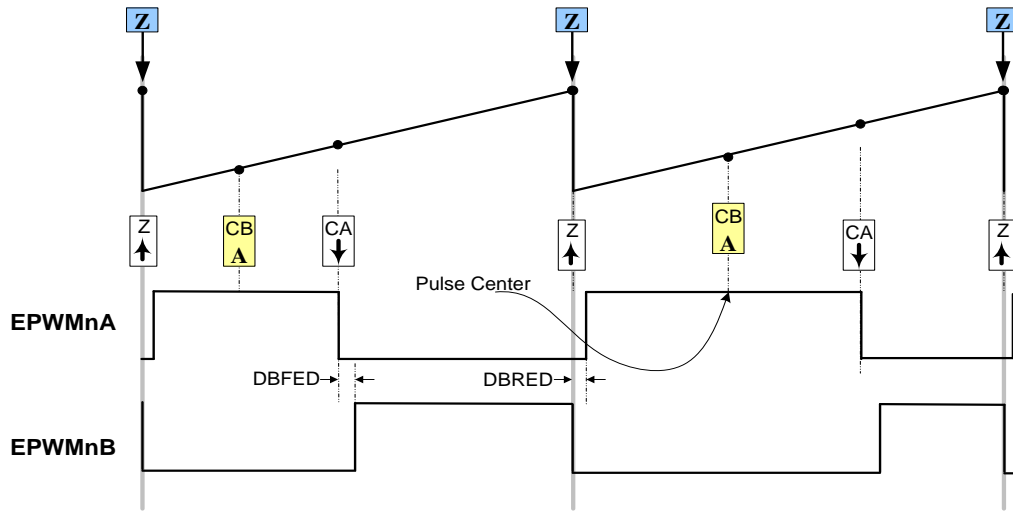 Z Z Z
Z CB A CA Z CB A CA Z
Pulse Center
EPWMnA
DBFED DBRED
EPWMnB